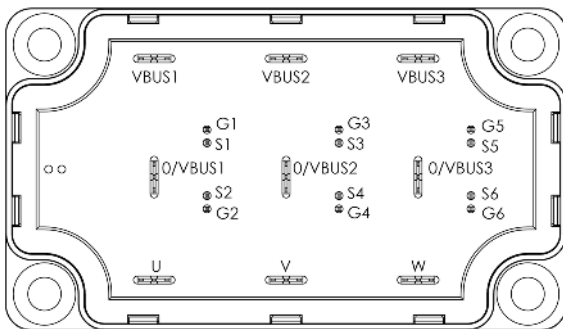 VBUS1 VBUS2 VBUS3
G1 G3 G5
S1 S3 S5
0/VBUS1 0/VBUS2 0/VBUS3
S2 S4 S6
G2 G4 G6
U V W